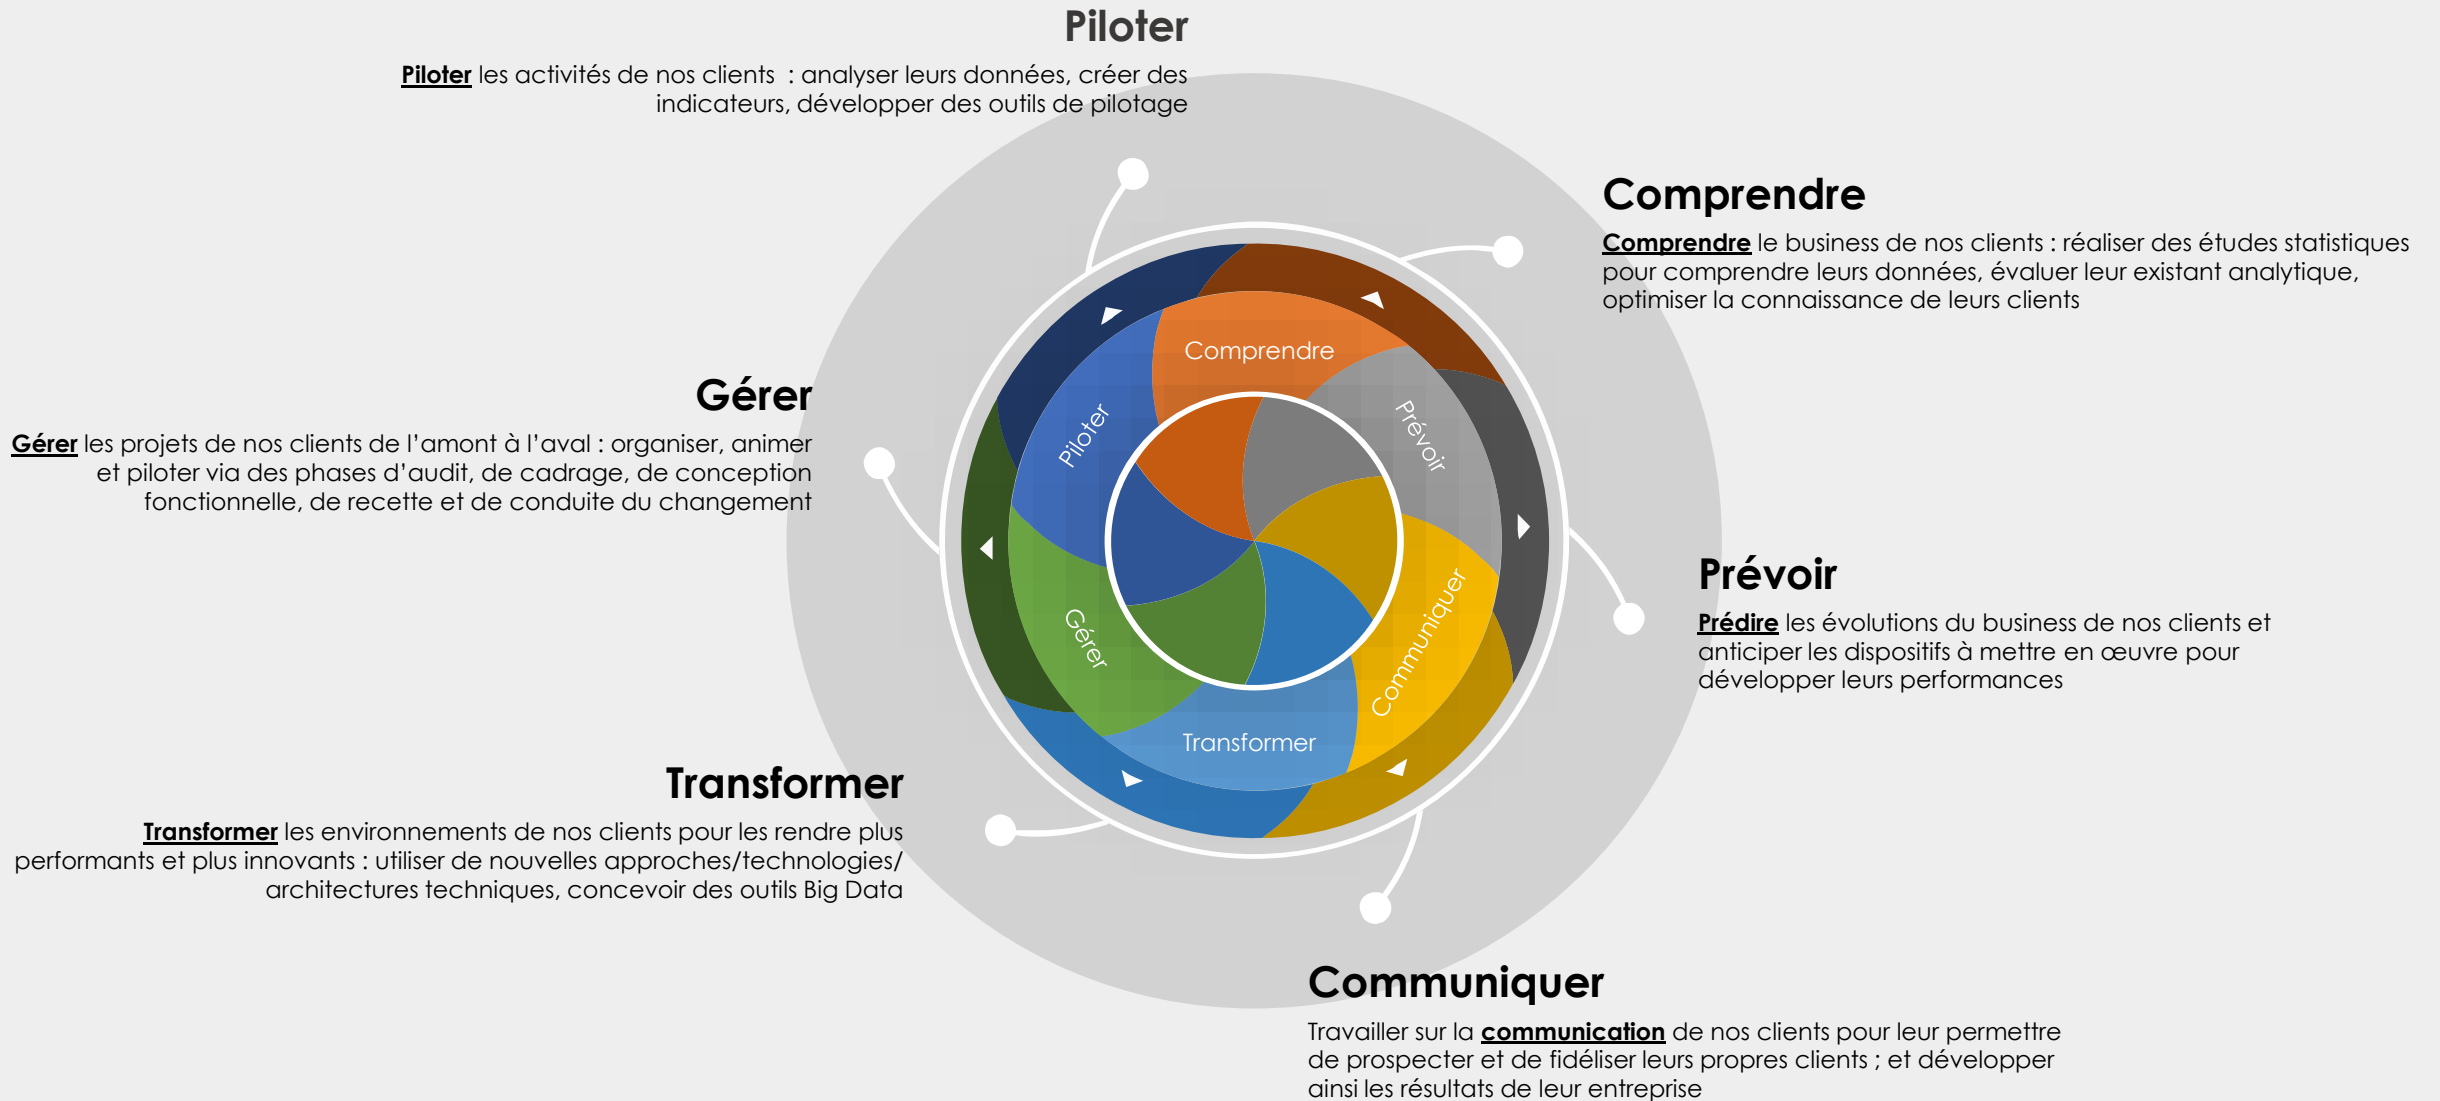 Piloter
Piloter les activités de nos clients  : analyser leurs données, créer des
indicateurs, développer des outils de pilotage
Comprendre
Comprendre le business de nos clients : réaliser des études statistiques
pour comprendre leurs données, évaluer leur existant analytique,
optimiser la connaissance de leurs clients
Gérer
Gérer les projets de nos clients de l’amont à l’aval : organiser, animer
et piloter via des phases d’audit, de cadrage, de conception
fonctionnelle, de recette et de conduite du changement
Prévoir
Prédire les évolutions du business de nos clients et
anticiper les dispositifs à mettre en œuvre pour
développer leurs performances
Transformer
Transformer les environnements de nos clients pour les rendre plus
performants et plus innovants : utiliser de nouvelles approches/technologies/
architectures techniques, concevoir des outils Big Data
Communiquer
Travailler sur la communication de nos clients pour leur permettre
de prospecter et de fidéliser leurs propres clients ; et développer
ainsi les résultats de leur entreprise
Comprendre
Prévoir
Communiquer
Transformer
Gérer
Piloter